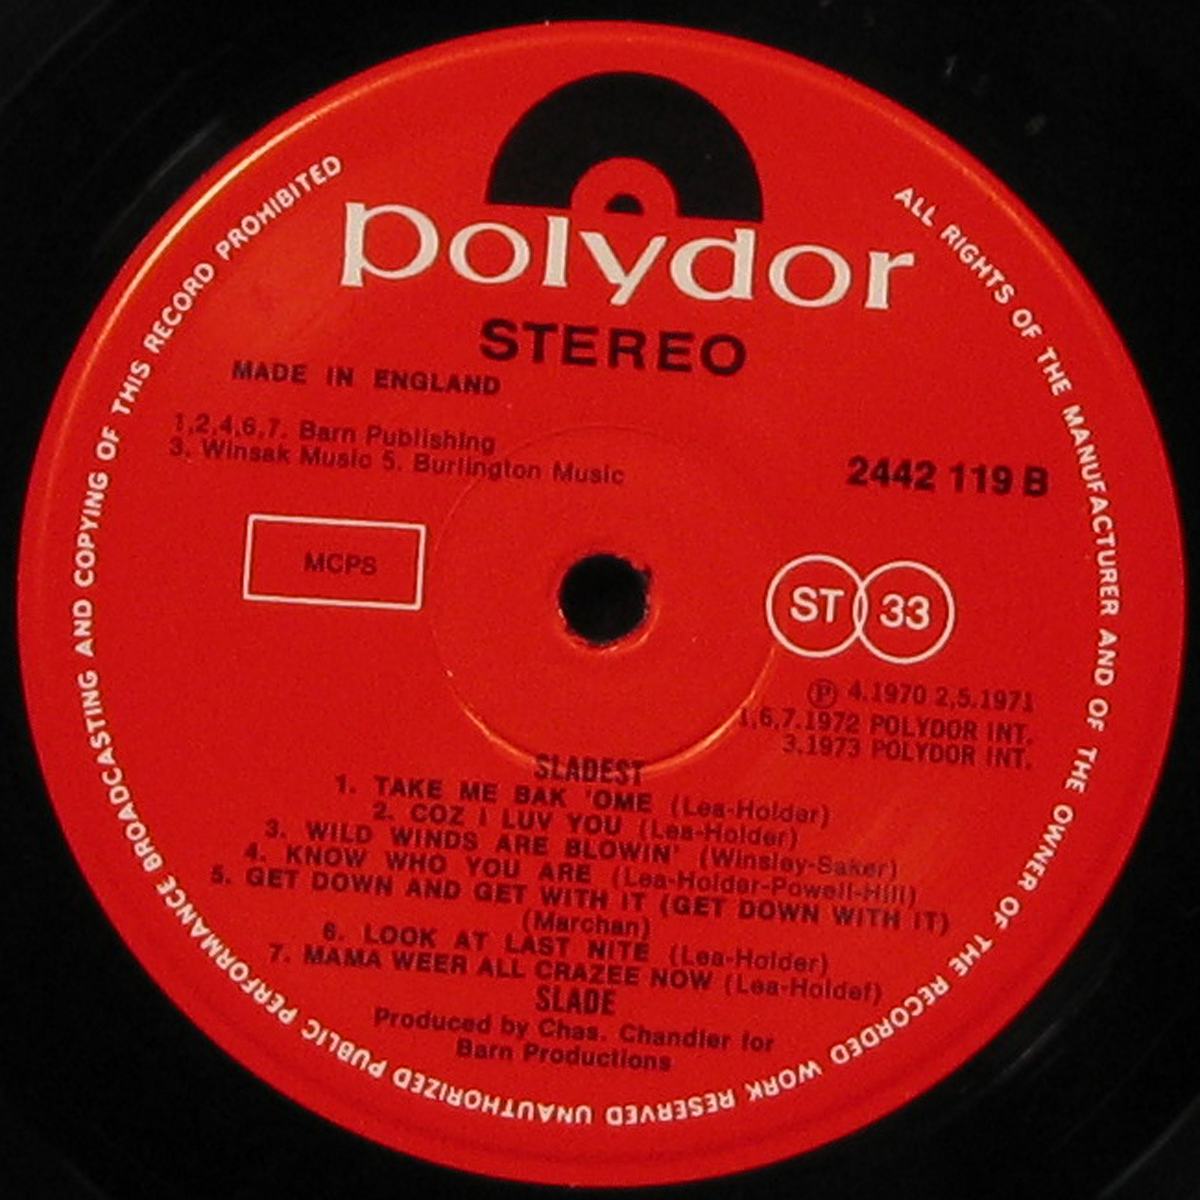 polydor
STEREO
MADE IN ENGLAND
1,2,4,6,7. Barn Publishing
3. Winsak Music 5. Burlington Music
2442 119 B
MCPS
ST 33
Ⓟ 4.1970 2,5.1971
1,6,7.1972 POLYDOR INT.
3.1973 POLYDOR INT.
SLADEST
1. TAKE ME BAK 'OME (Lea-Holder)
2. COZ I LUV YOU (Lea-Holder)
3. WILD WINDS ARE BLOWIN' (Winsley-Saker)
4. KNOW WHO YOU ARE (Lea-Holder-Powell-Hill)
5. GET DOWN AND GET WITH IT (GET DOWN WITH IT)
(Marchan)
6. LOOK AT LAST NITE (Lea-Holder)
7. MAMA WEER ALL CRAZEE NOW (Lea-Holder)
SLADE
Produced by Chas. Chandler for
Barn Productions
ALL RIGHTS OF THE MANUFACTURER AND OF THE OWNER OF THE RECORDED WORK RESERVED UNAUTHORIZED PUBLIC PERFORMANCE BROADCASTING AND COPYING OF THIS RECORD PROHIBITED